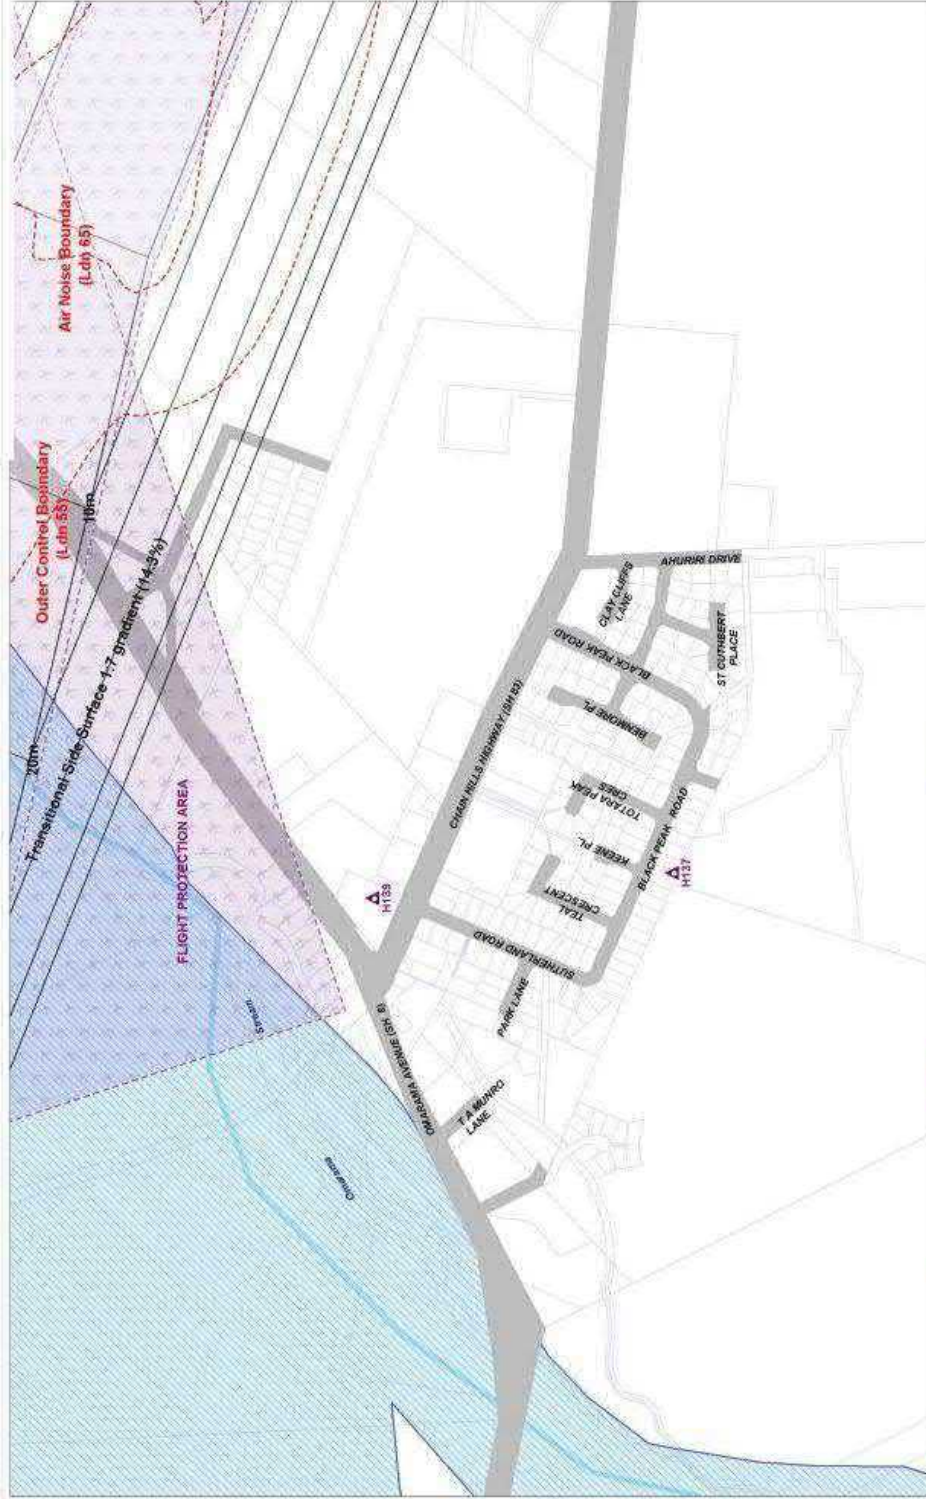 Air Noise Boundary
(Ldn 65)
Outer Control Boundary
(Ldn 55)
10m
20m
Transitional Side Surface 1:7 gradient (14.3%)
FLIGHT PROJECTION AREA
Stream
Omarama
H139
CHAIN HILLS HIGHWAY (SH 83)
OMARAMA AVENUE (SH 8)
T A MUNRO
LANE
PARK LANE
SUTHERLAND ROAD
TEAL
CRESCENT
KEENE PL.
TOTARA PEAK
CRES
BENMORE PL
BLACK PEAK ROAD
CLAY CLIFFS
LANE
AHURIRI DRIVE
ST CUTHBERT
PLACE
BLACK PEAK ROAD
H137